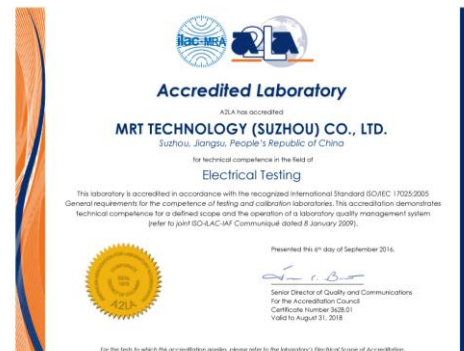 ilac-MRA
A2LA
Accredited Laboratory
A2LA has accredited
MRT TECHNOLOGY (SUZHOU) CO., LTD.
Suzhou, Jiangsu, People's Republic of China
for technical competence in the field of
Electrical Testing
This laboratory is accredited in accordance with the recognized International Standard ISO/IEC 17025:2005
General requirements for the competence of testing and calibration laboratories. This accreditation demonstrates
technical competence for a defined scope and the operation of a laboratory quality management system
(refer to joint ISO-ILAC-IAF Communiqué dated 8 January 2009).
Presented this 6th day of September 2016.
Senior Director of Quality and Communications
For the Accreditation Council
Certificate Number 3628.01
Valid to August 31, 2018
SEAL
A2LA
For the tests to which this accreditation applies, please refer to the laboratory's Electrical Scope of Accreditation.